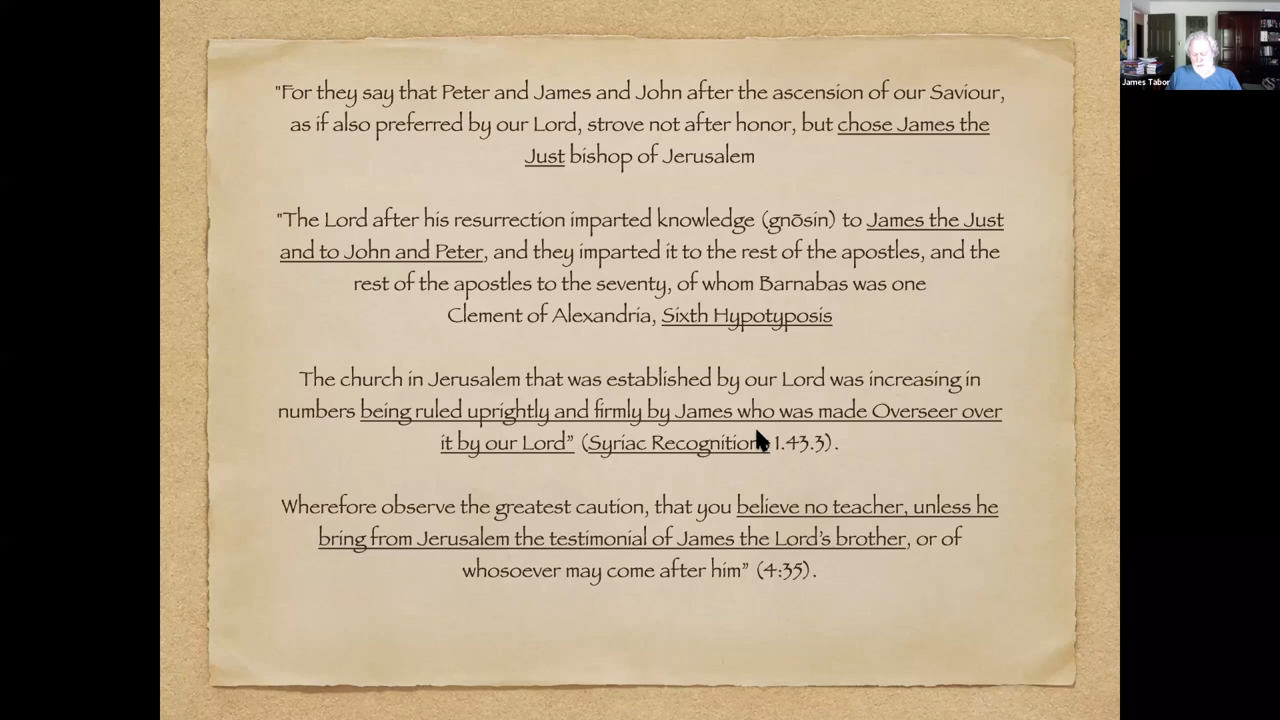 "For they say that Peter and James and John after the ascension of our Saviour,
as if also preferred by our Lord, strove not after honor, but chose James the
Just bishop of Jerusalem
"The Lord after his resurrection imparted knowledge (gnōsin) to James the Just
and to John and Peter, and they imparted it to the rest of the apostles, and the
rest of the apostles to the seventy, of whom Barnabas was one
Clement of Alexandria, Sixth Hypotyposis
The church in Jerusalem that was established by our Lord was increasing in
numbers being ruled uprightly and firmly by James who was made Overseer over
it by our Lord” (Syriac Recognition 1.43.3).
Wherefore observe the greatest caution, that you believe no teacher, unless he
bring from Jerusalem the testimonial of James the Lord’s brother, or of
whosoever may come after him” (4:35).
James Tabor